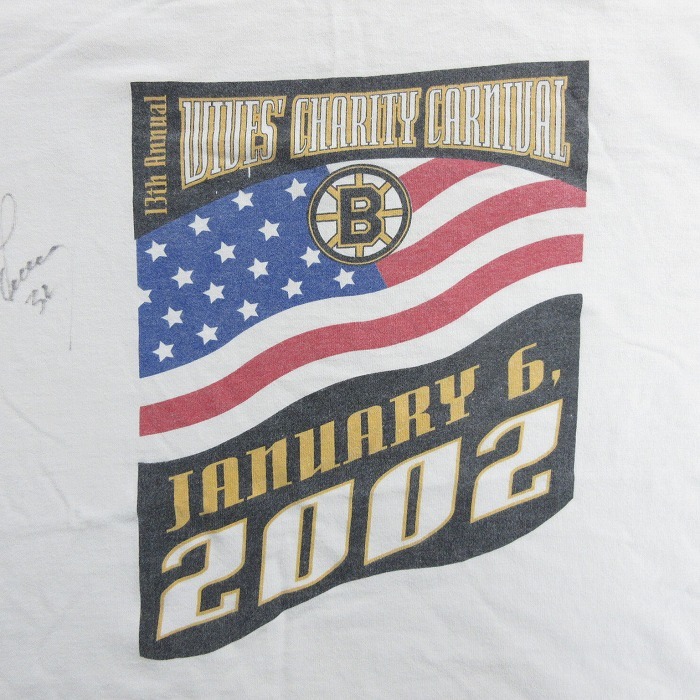 13th Annual
WIVES' CHARITY CARNIVAL
B
JANUARY 6,
2002